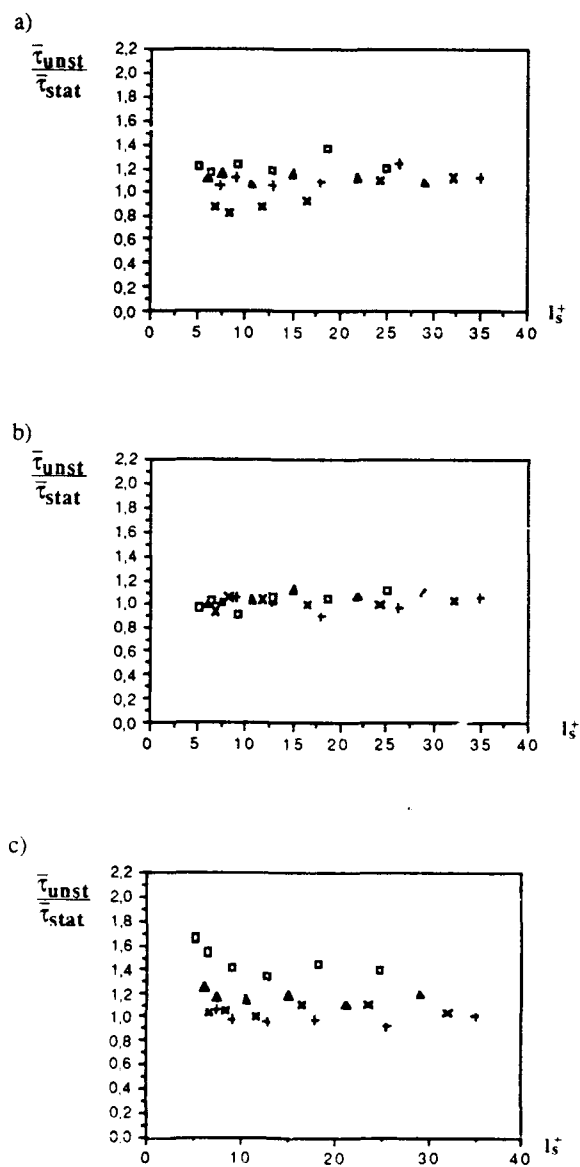 a)
τ̄unst
τ̄stat
2,2
2,0
1,8
1,6
1,4
1,2
1,0
0,8
0,6
0,4
0,2
0,0
0 5 10 15 20 25 30 35 40
ls+
b)
τ̄unst
τ̄stat
2,2
2,0
1,8
1,6
1,4
1,2
1,0
0,8
0,6
0,4
0,2
0,0
0 5 10 15 20 25 30 35 40
ls+
c)
τ̄unst
τ̄stat
2,2
2,0
1,8
1,6
1,4
1,2
1,0
0.8
0.6
0.4
0.2
0.0
0 10 20 30 40
ls+